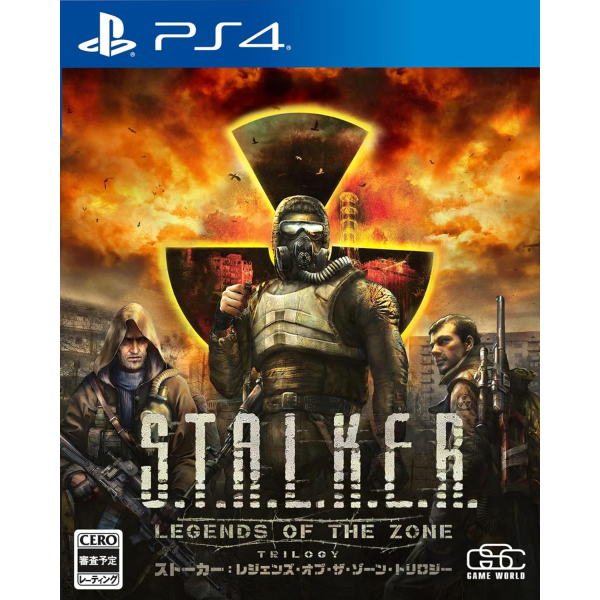 PS4
S.T.A.L.K.E.R.
LEGENDS OF THE ZONE
TRILOGY
ストーカー：レジェンズ・オブ・ザ・ゾーン・トリロジー
CERO
審査予定
レーティング
GSC
GAME WORLD